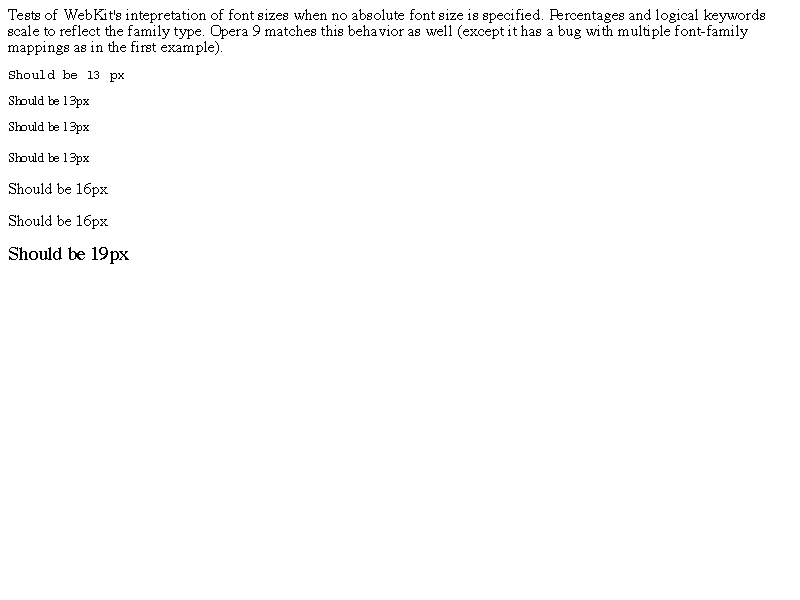 Tests of WebKit's intepretation of font sizes when no absolute font size is specified. Percentages and logical keywords
scale to reflect the family type. Opera 9 matches this behavior as well (except it has a bug with multiple font-family
mappings as in the first example).
Should be 13 px
Should be 13px
Should be 13px
Should be 13px
Should be 16px
Should be 16px
Should be 19px